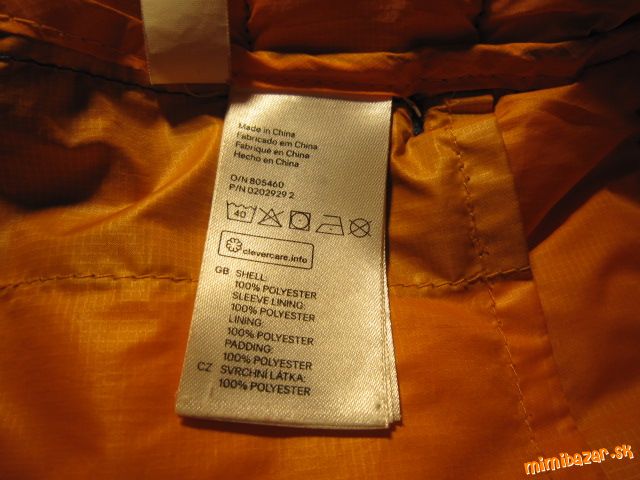 Made in China
Fabricado em China
Fabriqué en China
Hecho en China
O/N 805460
P/N 0202929 2
40
clevercare.info
GB SHELL:
100% POLYESTER
SLEEVE LINING:
100% POLYESTER
LINING:
100% POLYESTER
PADDING:
100% POLYESTER
CZ SVRCHNÍ LÁTKA:
100% POLYESTER
mimibazar.sk